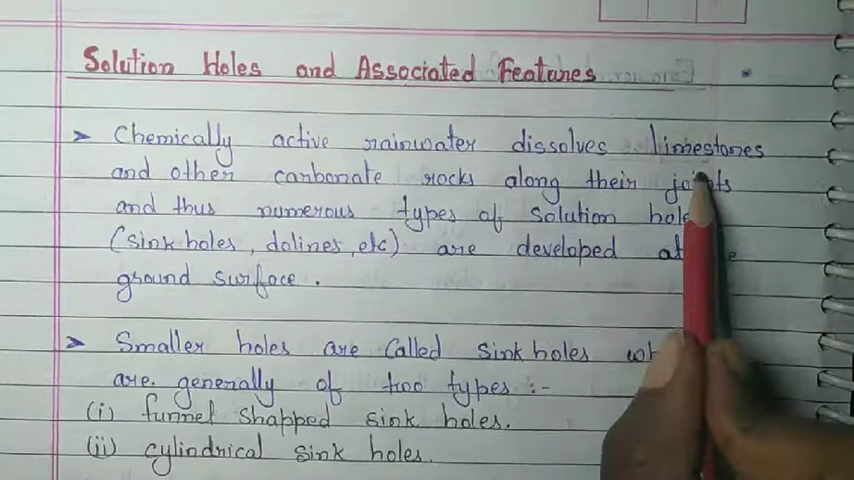 Solution Holes and Associated Features
➤ Chemically active rainwater dissolves limestones
and other carbonate rocks along their joints
and thus numerous types of solution
(sink holes, dolines, etc) are developed
ground surface.
➤ Smaller holes are called sink holes
are. generally of two types :-
(i) funnel shapped sink holes.
(ii) cylindrical sink holes.